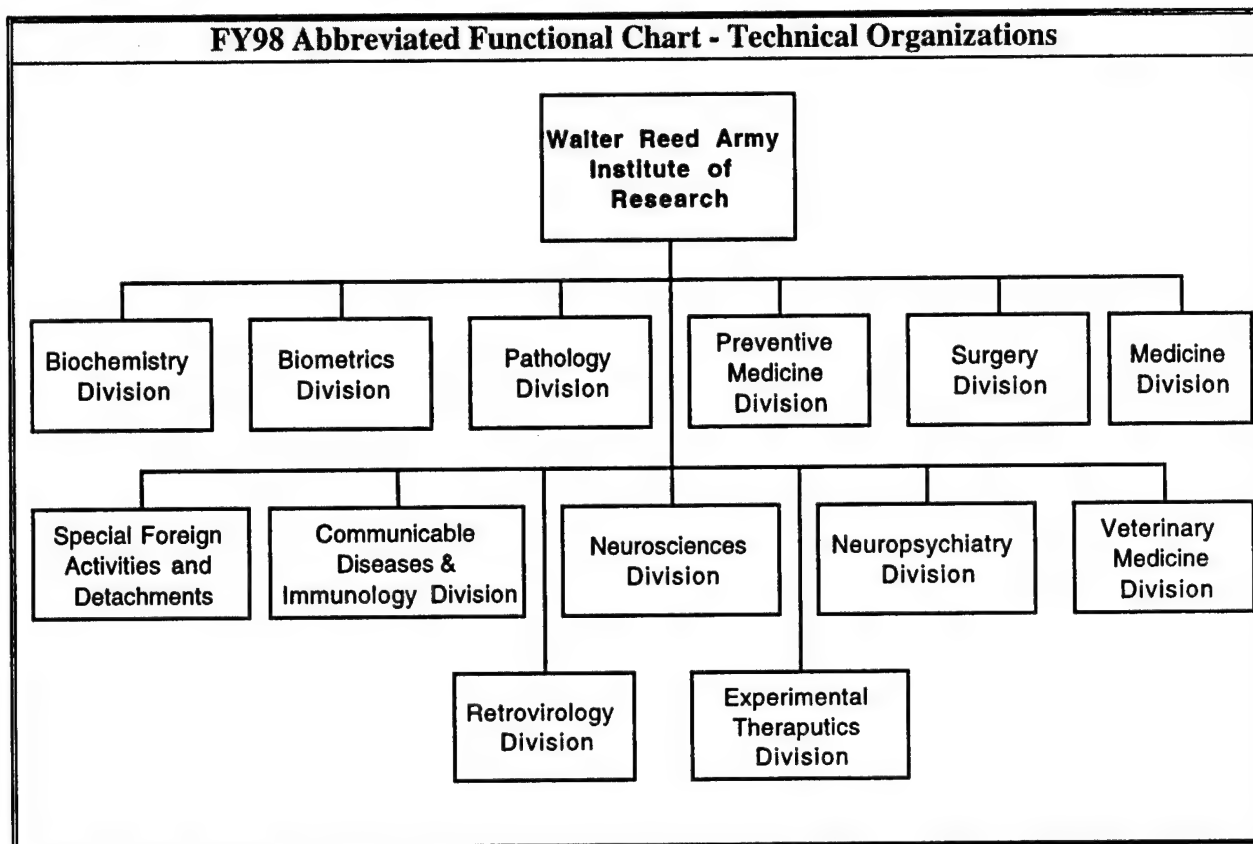 FY98 Abbreviated Functional Chart - Technical Organizations
Walter Reed Army
Institute of
Research
Biochemistry
Division
Biometrics
Division
Pathology
Division
Preventive
Medicine
Division
Surgery
Division
Medicine
Division
Special Foreign
Activities and
Detachments
Communicable
Diseases &
Immunology Division
Neurosciences
Division
Neuropsychiatry
Division
Veterinary
Medicine
Division
Retrovirology
Division
Experimental
Theraputics
Division